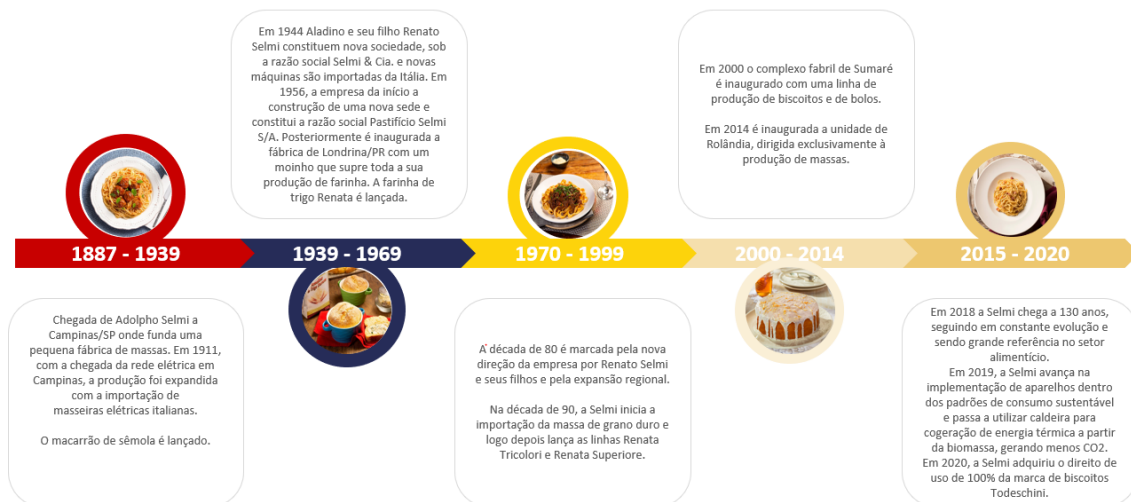 Em 1944 Aladino e seu filho Renato
Selmi constituem nova sociedade, sob
a razão social Selmi & Cia. e novas
máquinas são importadas da Itália. Em
1956, a empresa da início a
construção de uma nova sede e
constitui a razão social Pastifício Selmi
S/A. Posteriormente é inaugurada a
fábrica de Londrina/PR com um
moinho que supre toda a sua
produção de farinha. A farinha de
trigo Renata é lançada.
Em 2000 o complexo fabril de Sumaré
é inaugurado com uma linha de
produção de biscoitos e de bolos.
Em 2014 é inaugurada a unidade de
Rolândia, dirigida exclusivamente à
produção de massas.
1887 - 1939
1939 - 1969
1970 - 1999
2000 - 2014
2015 - 2020
Chegada de Adolpho Selmi a
Campinas/SP onde funda uma
pequena fábrica de massas. Em 1911,
com a chegada da rede elétrica em
Campinas, a produção foi expandida
com a importação de
masseiras elétricas italianas.
O macarrão de sêmola é lançado.
A década de 80 é marcada pela nova
direção da empresa por Renato Selmi
e seus filhos e pela expansão regional.
Na década de 90, a Selmi inicia a
importação da massa de grano duro e
logo depois lança as linhas Renata
Tricolori e Renata Superiore.
Em 2018 a Selmi chega a 130 anos,
seguindo em constante evolução e
sendo grande referência no setor
alimentício.
Em 2019, a Selmi avança na
implementação de aparelhos dentro
dos padrões de consumo sustentável
e passa a utilizar caldeira para
cogeração de energia térmica a partir
da biomassa, gerando menos CO2.
Em 2020, a Selmi adquiriu o direito de
uso de 100% da marca de biscoitos
Todeschini.